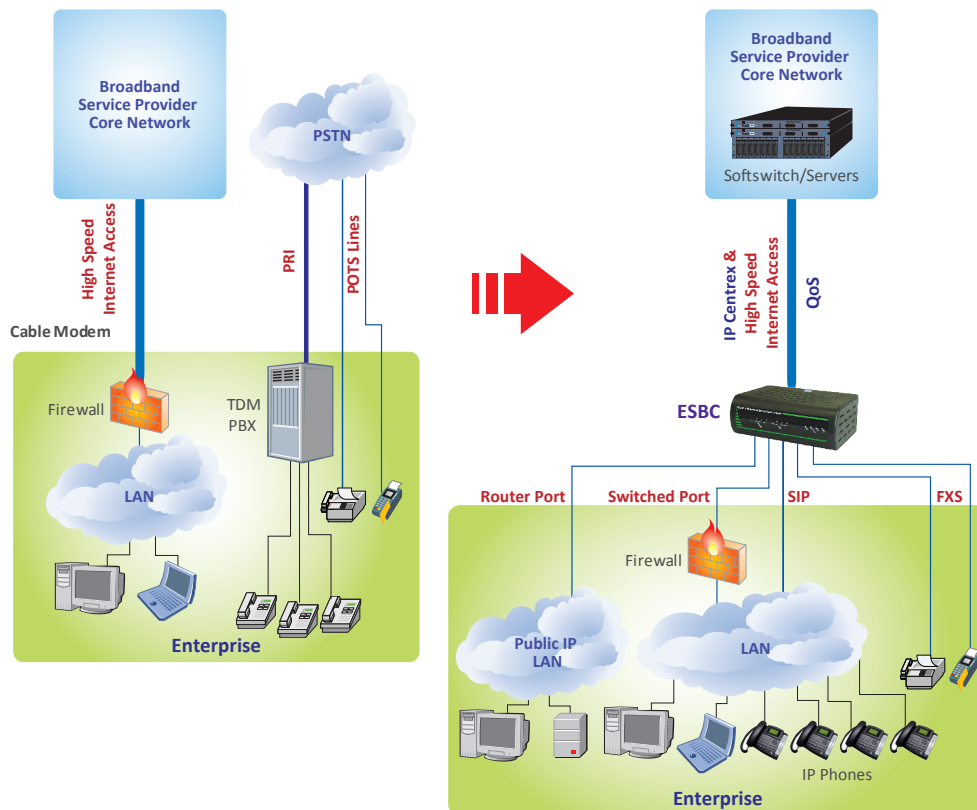 Broadband
Service Provider
Core Network
PSTN
High Speed
Internet Access
PRI
POTS Lines
Cable Modem
Firewall
TDM
PBX
LAN
Enterprise
Broadband
Service Provider
Core Network
Softswitch/Servers
IP Centrex &
High Speed
Internet Access
QoS
ESBC
Router Port
Switched Port
SIP
FXS
Firewall
Public IP
LAN
LAN
IP Phones
Enterprise